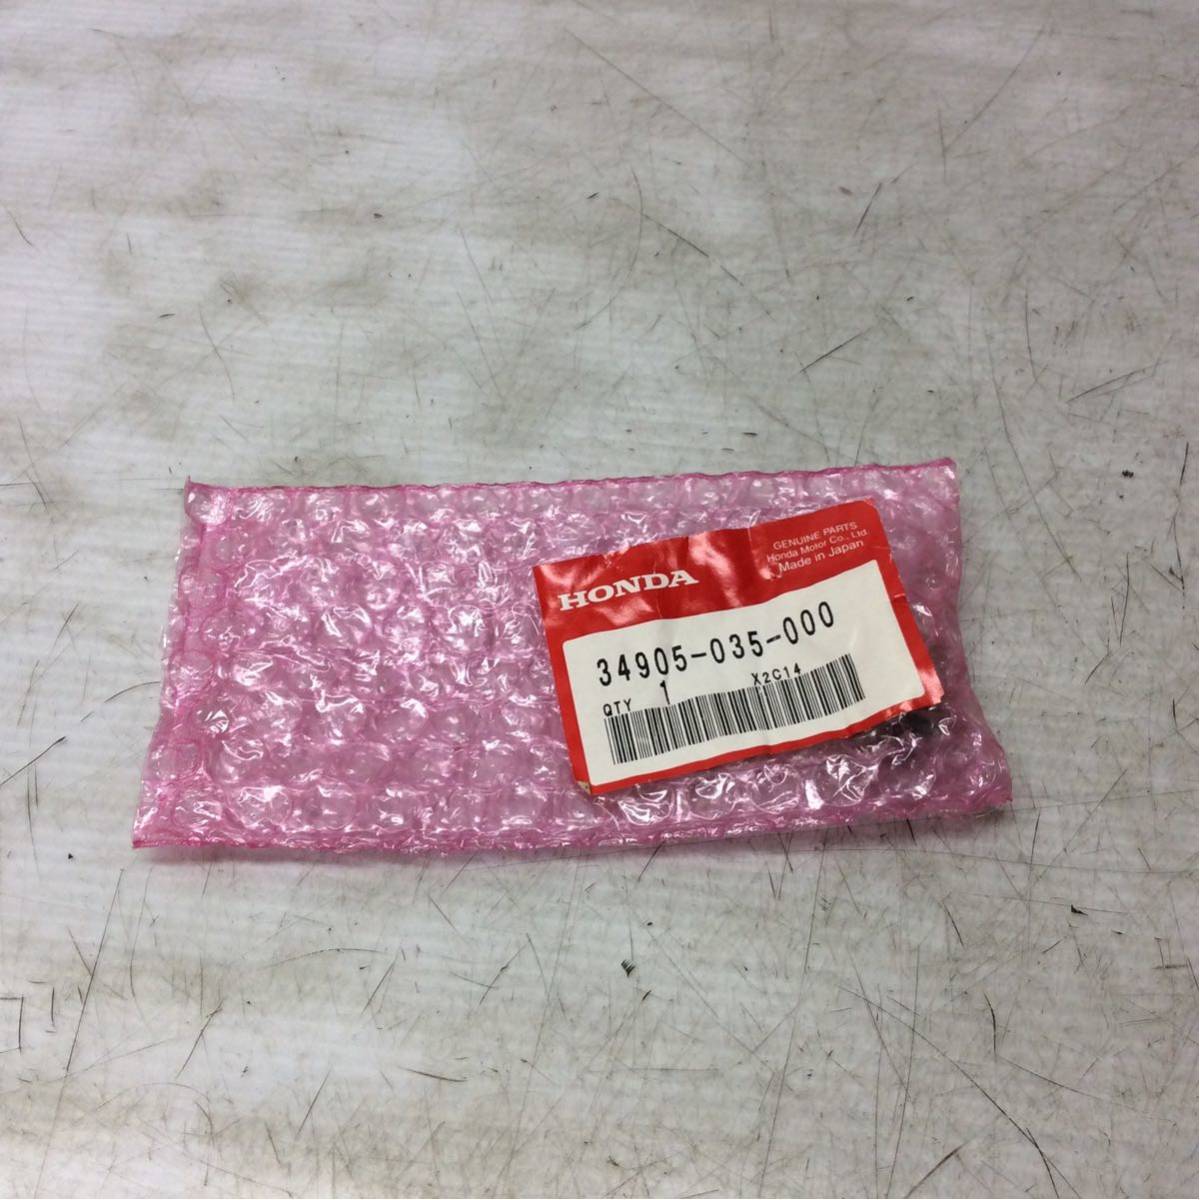 HONDA
GENUINE PARTS
Honda Motor Co., Ltd.
Made in Japan
34905-035-000
QTY 1 X2C14